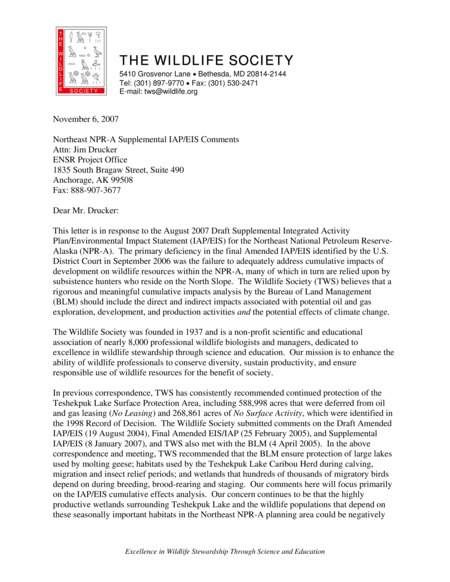 THE WILDLIFE
SOCIETY
THE WILDLIFE SOCIETY
5410 Grosvenor Lane • Bethesda, MD 20814-2144
Tel: (301) 897-9770 • Fax: (301) 530-2471
E-mail: tws@wildlife.org
November 6, 2007
Northeast NPR-A Supplemental IAP/EIS Comments
Attn: Jim Drucker
ENSR Project Office
1835 South Bragaw Street, Suite 490
Anchorage, AK 99508
Fax: 888-907-3677
Dear Mr. Drucker:
This letter is in response to the August 2007 Draft Supplemental Integrated Activity
Plan/Environmental Impact Statement (IAP/EIS) for the Northeast National Petroleum Reserve-
Alaska (NPR-A).  The primary deficiency in the final Amended IAP/EIS identified by the U.S.
District Court in September 2006 was the failure to adequately address cumulative impacts of
development on wildlife resources within the NPR-A, many of which in turn are relied upon by
subsistence hunters who reside on the North Slope.  The Wildlife Society (TWS) believes that a
rigorous and meaningful cumulative impacts analysis by the Bureau of Land Management
(BLM) should include the direct and indirect impacts associated with potential oil and gas
exploration, development, and production activities and the potential effects of climate change.
The Wildlife Society was founded in 1937 and is a non-profit scientific and educational
association of nearly 8,000 professional wildlife biologists and managers, dedicated to
excellence in wildlife stewardship through science and education.  Our mission is to enhance the
ability of wildlife professionals to conserve diversity, sustain productivity, and ensure
responsible use of wildlife resources for the benefit of society.
In previous correspondence, TWS has consistently recommended continued protection of the
Teshekpuk Lake Surface Protection Area, including 588,998 acres that were deferred from oil
and gas leasing (No Leasing) and 268,861 acres of No Surface Activity, which were identified in
the 1998 Record of Decision.  The Wildlife Society submitted comments on the Draft Amended
IAP/EIS (19 August 2004), Final Amended EIS/IAP (25 February 2005), and Supplemental
IAP/EIS (8 January 2007), and TWS also met with the BLM (4 April 2005).  In the above
correspondence and meeting, TWS recommended that the BLM ensure protection of large lakes
used by molting geese; habitats used by the Teshekpuk Lake Caribou Herd during calving,
migration and insect relief periods; and wetlands that hundreds of thousands of migratory birds
depend on during breeding, brood-rearing and staging.  Our comments here will focus primarily
on the IAP/EIS cumulative effects analysis.  Our concern continues to be that the highly
productive wetlands surrounding Teshekpuk Lake and the wildlife populations that depend on
these seasonally important habitats in the Northeast NPR-A planning area could be negatively
Excellence in Wildlife Stewardship Through Science and Education